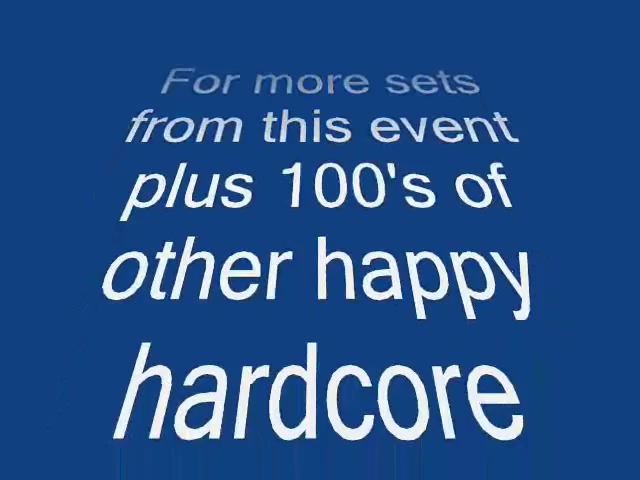 For more sets
from this event
plus 100's of
other happy
hardcore